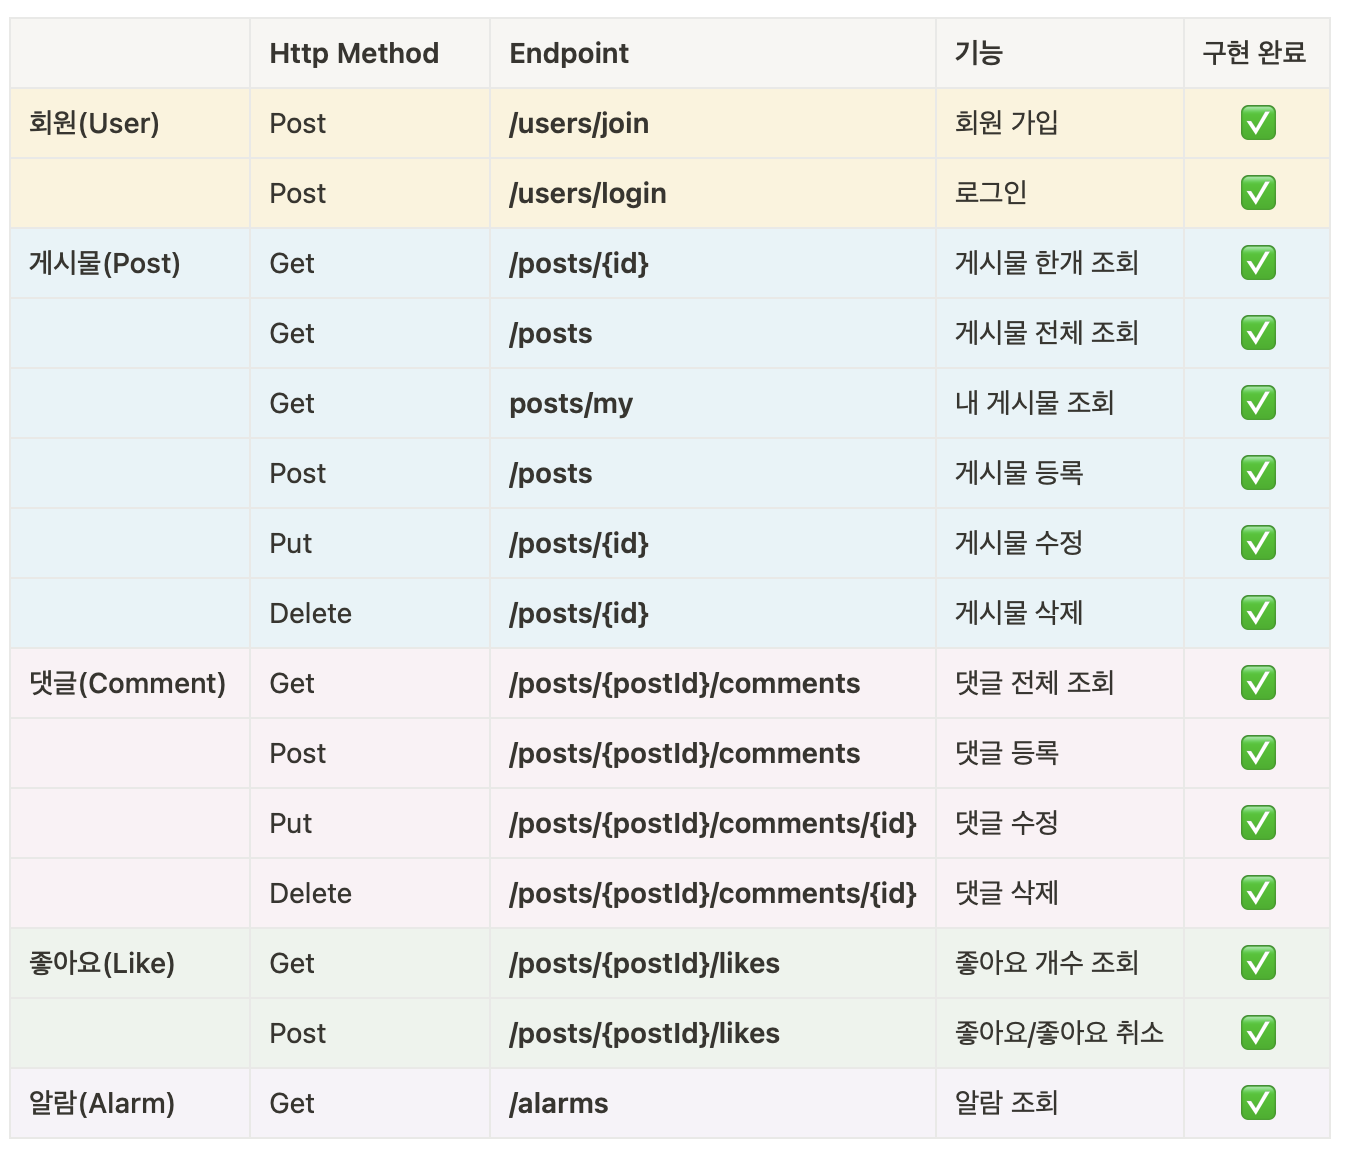 Http Method Endpoint 기능 구현 완료
회원(User) Post /users/join 회원 가입 ✅
Post /users/login 로그인 ✅
게시물(Post) Get /posts/{id} 게시물 한개 조회 ✅
Get /posts 게시물 전체 조회 ✅
Get posts/my 내 게시물 조회 ✅
Post /posts 게시물 등록 ✅
Put /posts/{id} 게시물 수정 ✅
Delete /posts/{id} 게시물 삭제 ✅
댓글(Comment) Get /posts/{postId}/comments 댓글 전체 조회 ✅
Post /posts/{postId}/comments 댓글 등록 ✅
Put /posts/{postId}/comments/{id} 댓글 수정 ✅
Delete /posts/{postId}/comments/{id} 댓글 삭제 ✅
좋아요(Like) Get /posts/{postId}/likes 좋아요 개수 조회 ✅
Post /posts/{postId}/likes 좋아요/좋아요 취소 ✅
알람(Alarm) Get /alarms 알람 조회 ✅